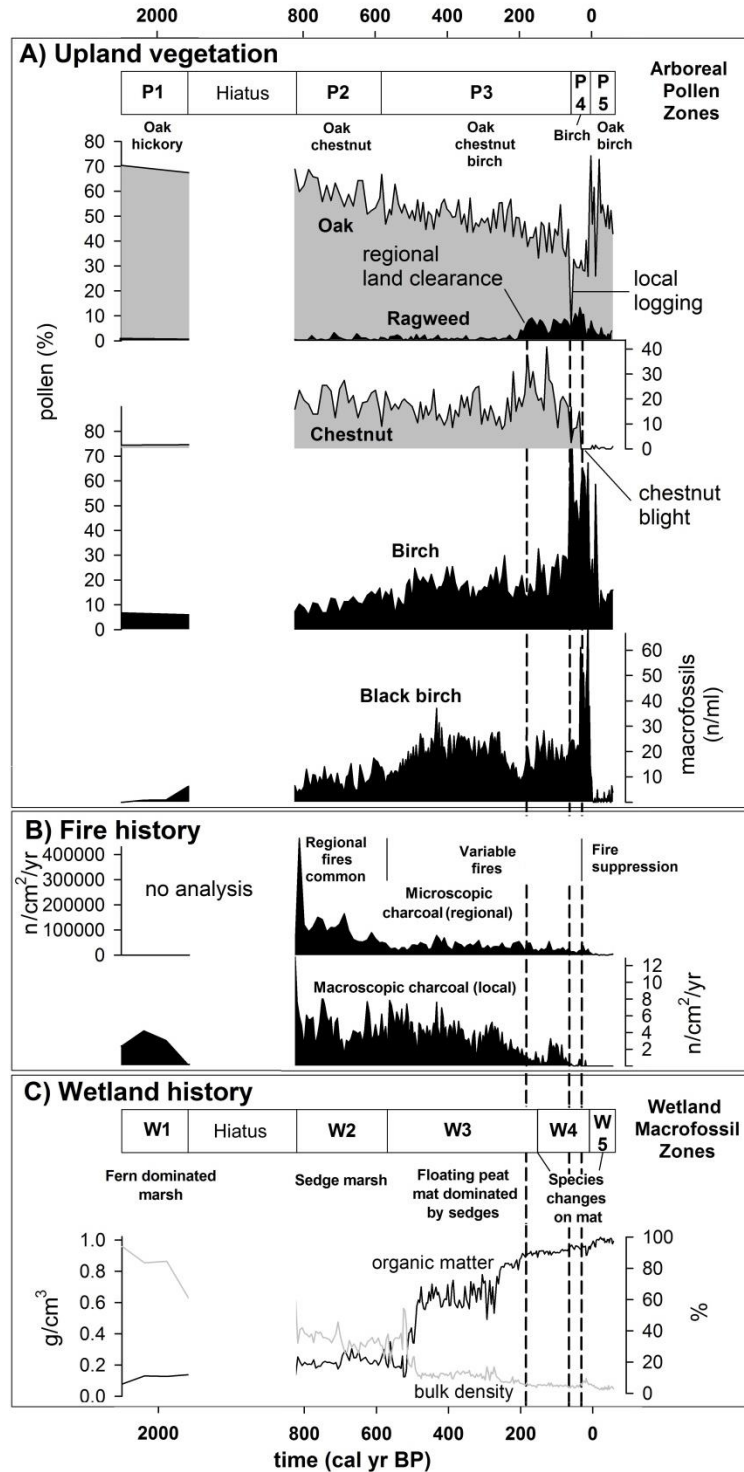 2000 800 600 400 200 0
A) Upland vegetation
P1 Hiatus P2 P3 P 4 P 5
Arboreal
Pollen
Zones
Oak
hickory
Oak
chestnut
Oak
chestnut
birch
Birch
Oak
birch
80
70
60
50
40
30
20
10
0
pollen (%)
Oak
regional
land clearance
local
logging
Ragweed
40
30
20
10
0
Chestnut
chestnut
blight
80
70
60
50
40
30
20
10
0
Birch
Black birch
60
50
40
30
20
10
macrofossils
(n/ml)
B) Fire history
400000
300000
200000
100000
0
n/cm²/yr
no analysis
Regional
fires
common
Variable
fires
Fire
suppression
Microscopic
charcoal (regional)
Macroscopic charcoal (local)
12
10
8
6
4
2
n/cm²/yr
C) Wetland history
W1 Hiatus W2 W3 W4 W 5
Wetland
Macrofossil
Zones
Fern dominated
marsh
Sedge marsh
Floating peat
mat dominated
by sedges
Species
changes
on mat
1.0
0.8
0.6
0.4
0.2
0.0
g/cm³
organic matter
bulk density
100
80
60
40
20
0
%
2000 800 600 400 200 0
time (cal yr BP)